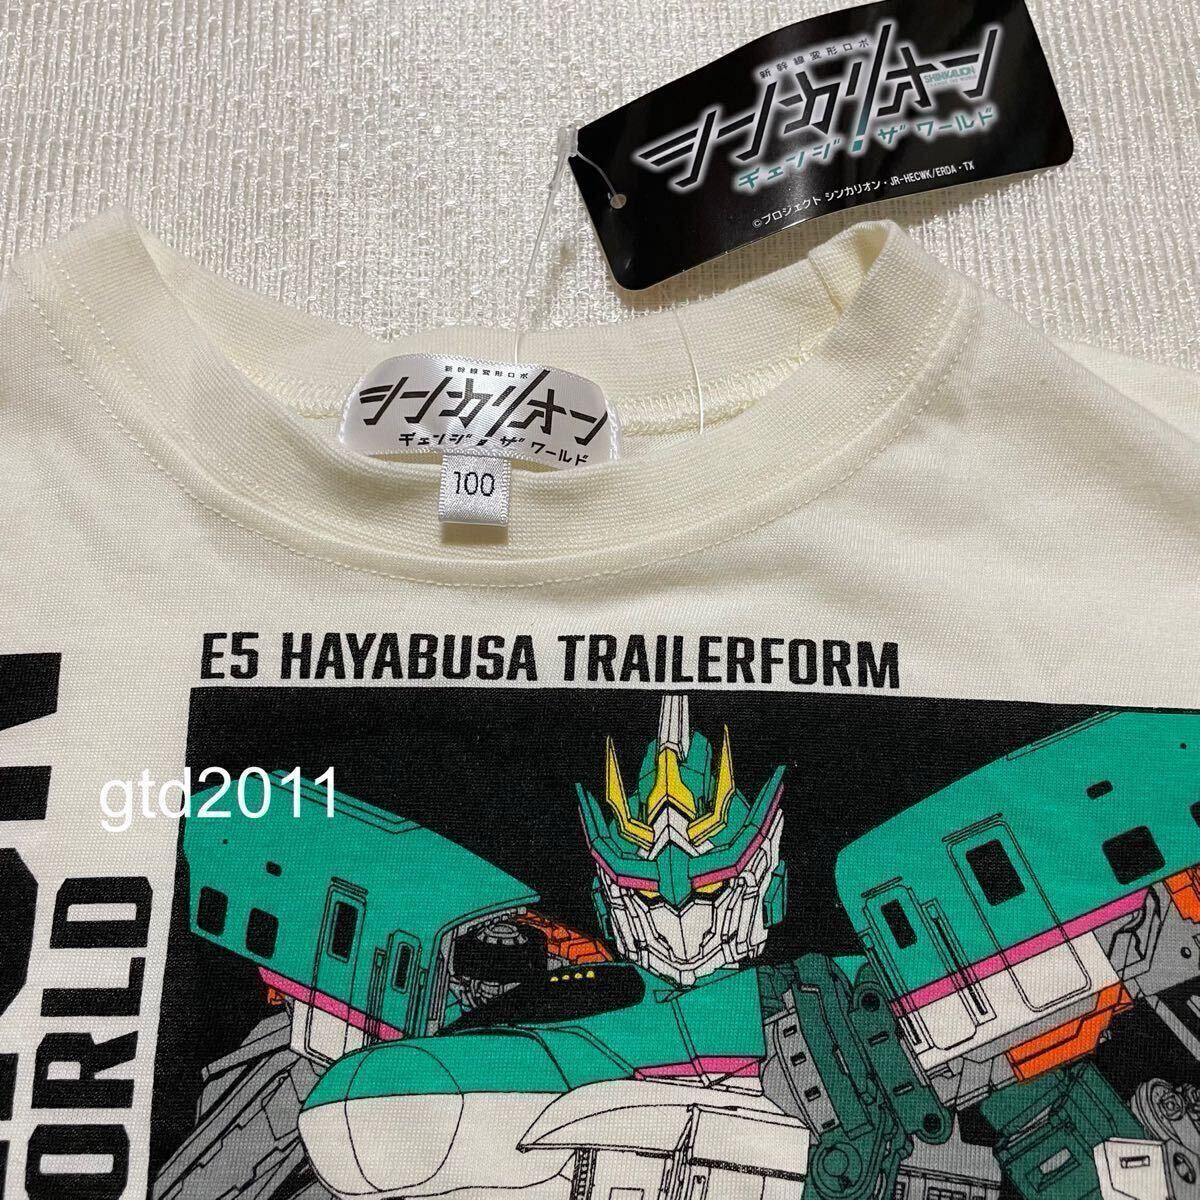 新幹線変形ロボ
シンカリオン
SHINKALION
チェンジ ザ ワールド
©プロジェクト シンカリオン・JR-HECWK/ERDA・TX
新幹線変形ロボ
シンカリオン
チェンジ ザ ワールド
100
E5 HAYABUSA TRAILERFORM
gtd2011
ORLD